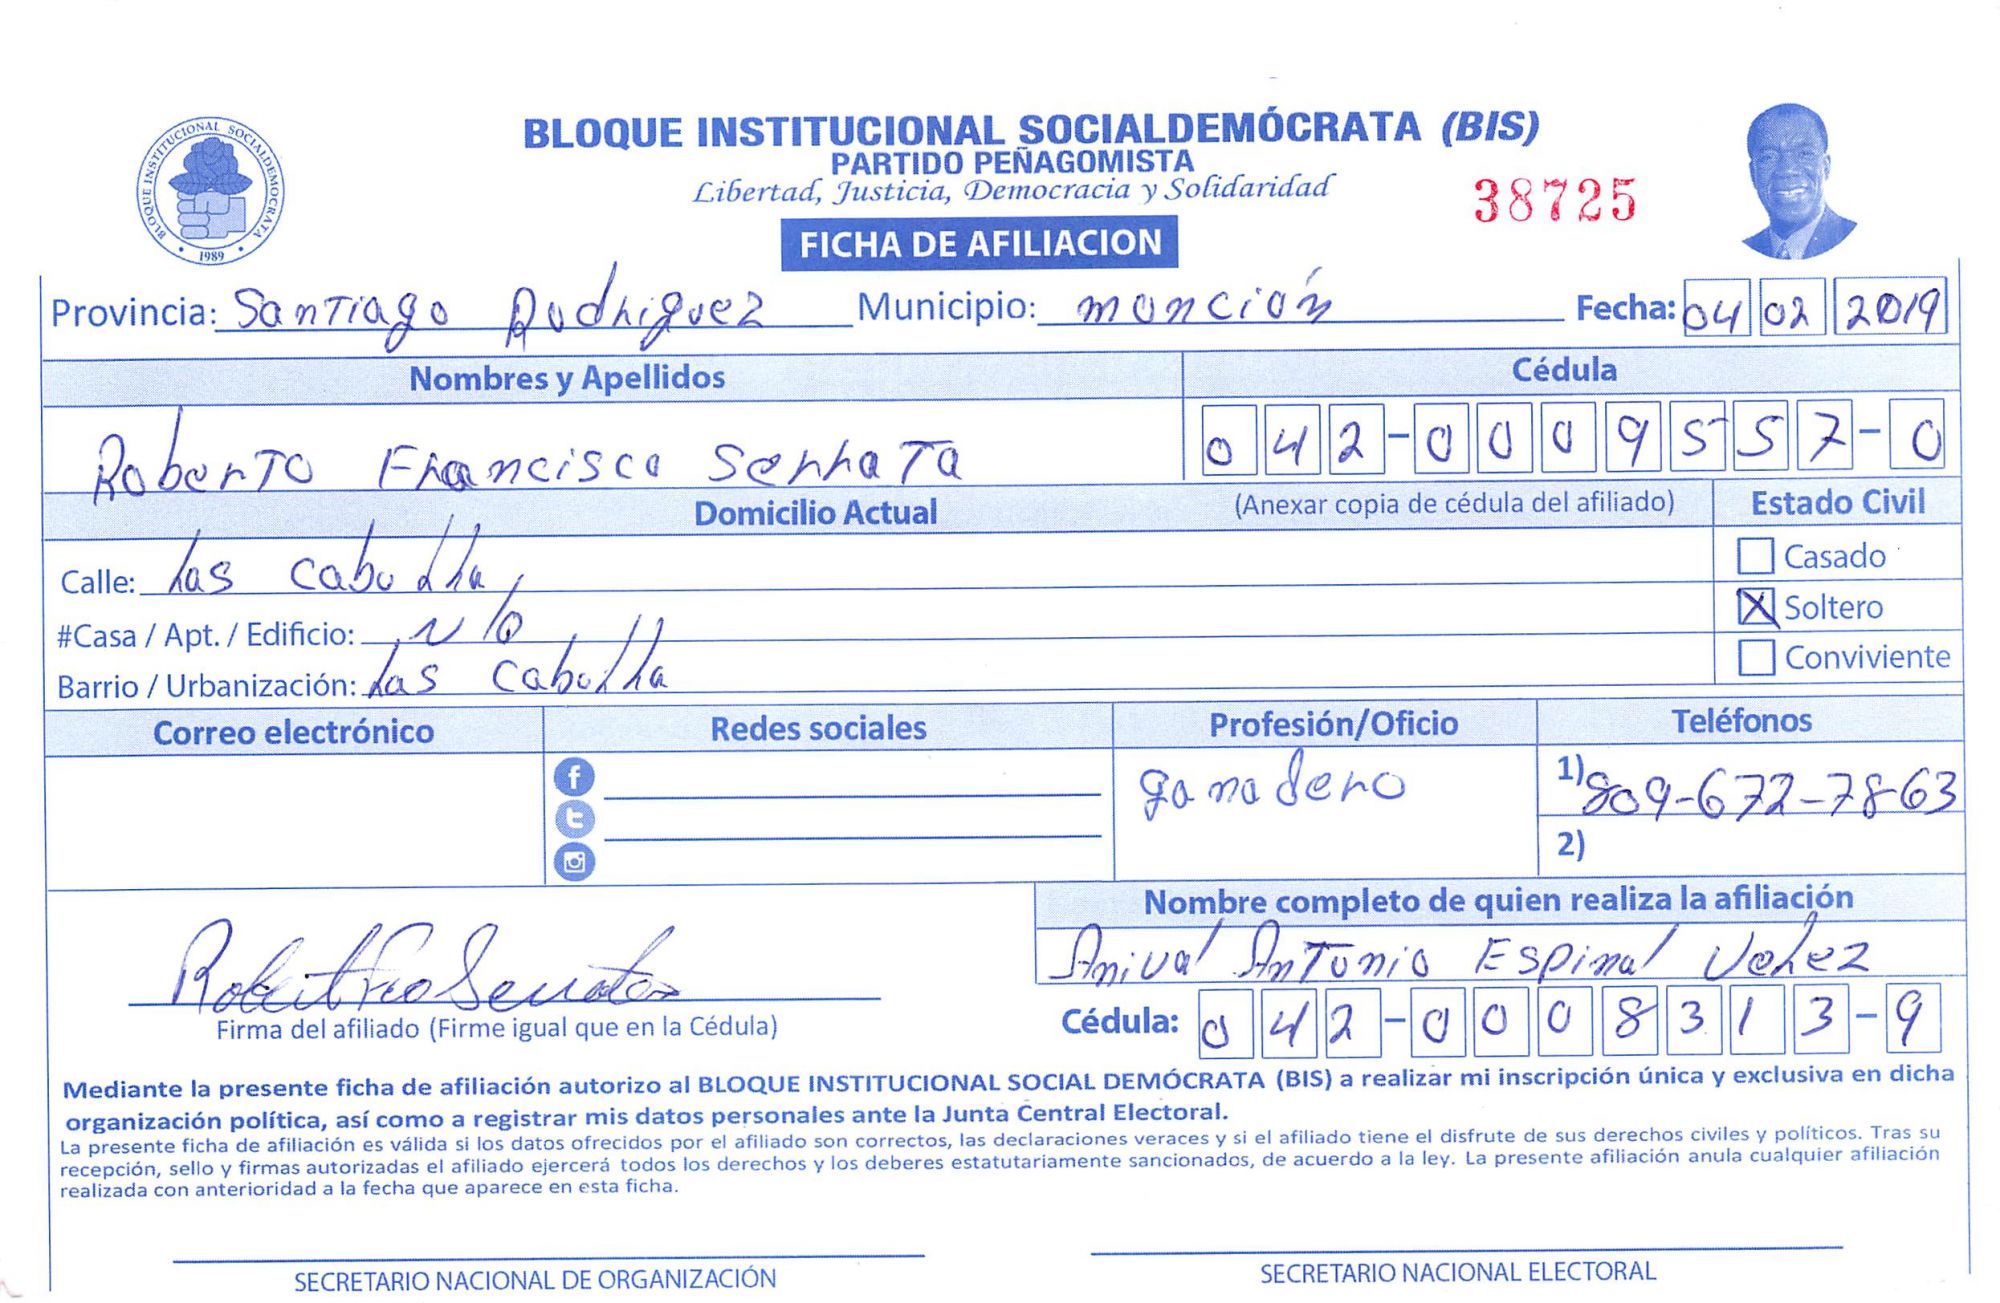 BLOQUE INSTITUCIONAL SOCIALDEMÓCRATA (BIS)
PARTIDO PEÑAGOMISTA
Libertad, Justicia, Democracia y Solidaridad
38725
BLOQUE INSTITUCIONAL SOCIALDEMOCRATA
1989
FICHA DE AFILIACION
Provincia: Santiago Rodriguez Municipio: monción Fecha: 04 02 2019
Nombres y Apellidos Cédula
Roberto Francisco Serrata 042-0009557-0
Domicilio Actual (Anexar copia de cédula del afiliado) Estado Civil
Calle: Las
Casado
#Casa / Apt. / Edificio:
X Soltero
Barrio / Urbanización: Las
Conviviente
Correo electrónico Redes sociales Profesión/Oficio Teléfonos
ganadero 1) 809-672-7863
2)
Nombre completo de quien realiza la afiliación
Anival Antonio Espinal Verez
Firma del afiliado (Firme igual que en la Cédula)
Cédula: 042-0008313-9
Mediante la presente ficha de afiliación autorizo al BLOQUE INSTITUCIONAL SOCIAL DEMÓCRATA (BIS) a realizar mi inscripción única y exclusiva en dicha
organización política, así como a registrar mis datos personales ante la Junta Central Electoral.
La presente ficha de afiliación es válida si los datos ofrecidos por el afiliado son correctos, las declaraciones veraces y si el afiliado tiene el disfrute de sus derechos civiles y políticos. Tras su
recepción, sello y firmas autorizadas el afiliado ejercerá todos los derechos y los deberes estatutariamente sancionados, de acuerdo a la ley. La presente afiliación anula cualquier afiliación
realizada con anterioridad a la fecha que aparece en esta ficha.
SECRETARIO NACIONAL DE ORGANIZACIÓN SECRETARIO NACIONAL ELECTORAL